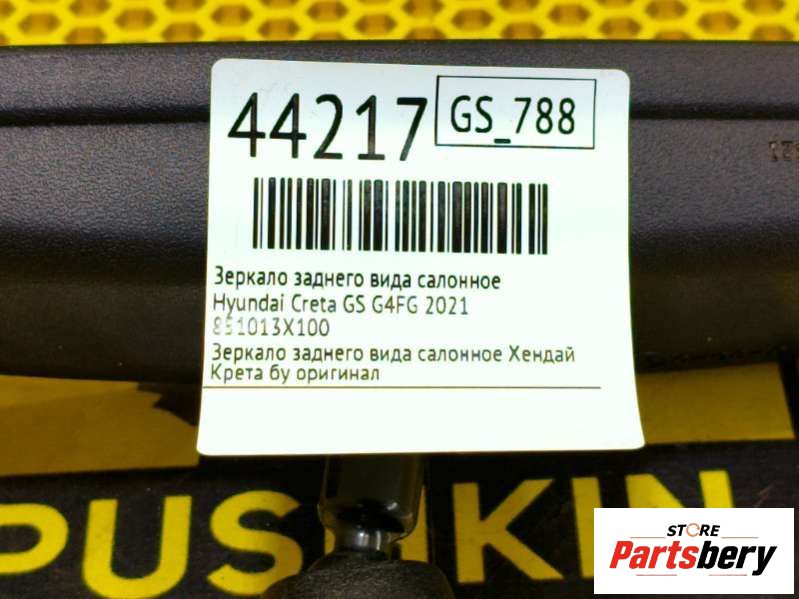 44217
GS_788
Зеркало заднего вида салонное
Hyundai Creta GS G4FG 2021
851013X100
Зеркало заднего вида салонное Хендай
Крета бу оригинал
PUSHKIN
STORE
Partsbery